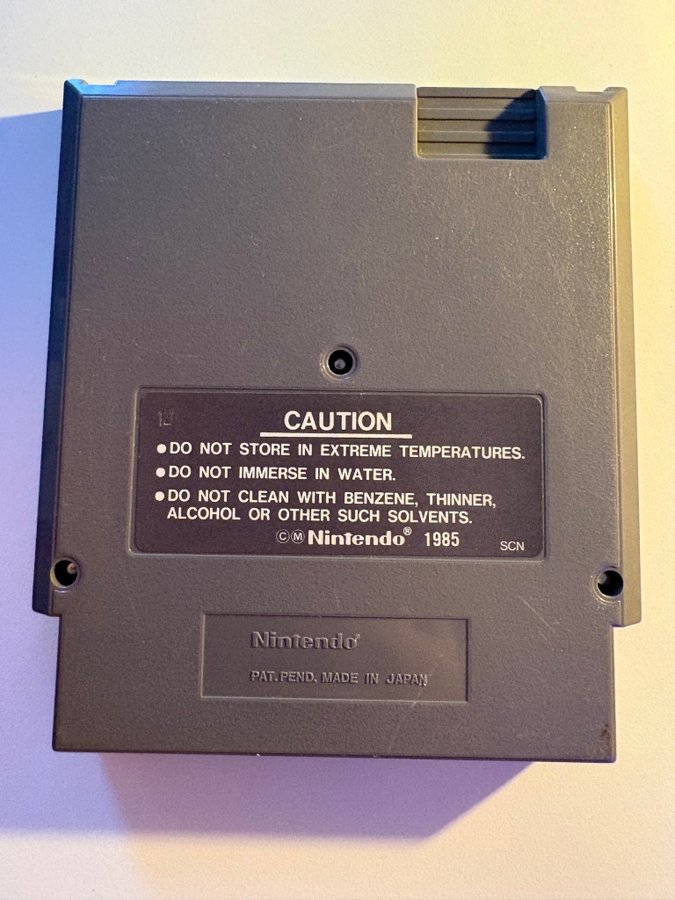 CAUTION
●DO NOT STORE IN EXTREME TEMPERATURES.
●DO NOT IMMERSE IN WATER.
●DO NOT CLEAN WITH BENZENE, THINNER,
ALCOHOL OR OTHER SUCH SOLVENTS.
ⒸⓂNintendo® 1985 SCN
Nintendo®
PAT. PEND. MADE IN JAPAN